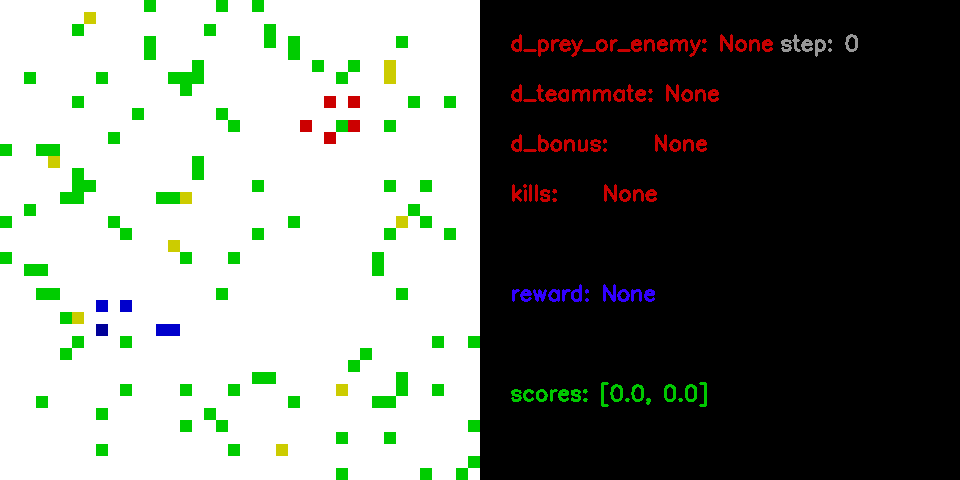 d_prey_or_enemy: None step: 0
d_teammate: None
d_bonus: None
kills: None
reward: None
scores: [0.0, 0.0]